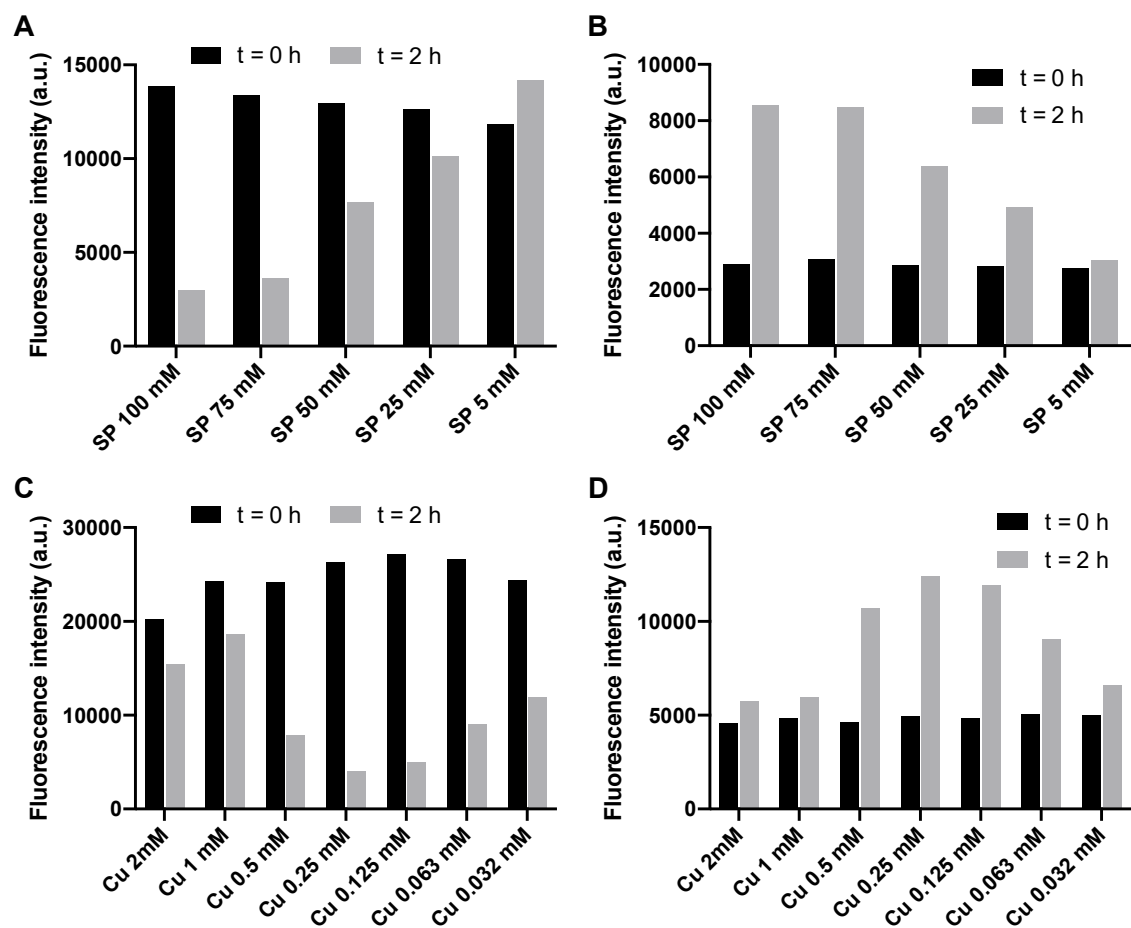 A
t = 0 h
t = 2 h
Fluorescence intensity (a.u.)
15000
10000
5000
0
SP 100 mM
SP 75 mM
SP 50 mM
SP 25 mM
SP 5 mM
B
t = 0 h
t = 2 h
Fluorescence intensity (a.u.)
10000
8000
6000
4000
2000
0
SP 100 mM
SP 75 mM
SP 50 mM
SP 25 mM
SP 5 mM
C
t = 0 h
t = 2 h
Fluorescence intensity (a.u.)
30000
20000
10000
0
Cu 2mM
Cu 1 mM
Cu 0.5 mM
Cu 0.25 mM
Cu 0.125 mM
Cu 0.063 mM
Cu 0.032 mM
D
t = 0 h
t = 2 h
Fluorescence intensity (a.u.)
15000
10000
5000
0
Cu 2mM
Cu 1 mM
Cu 0.5 mM
Cu 0.25 mM
Cu 0.125 mM
Cu 0.063 mM
Cu 0.032 mM